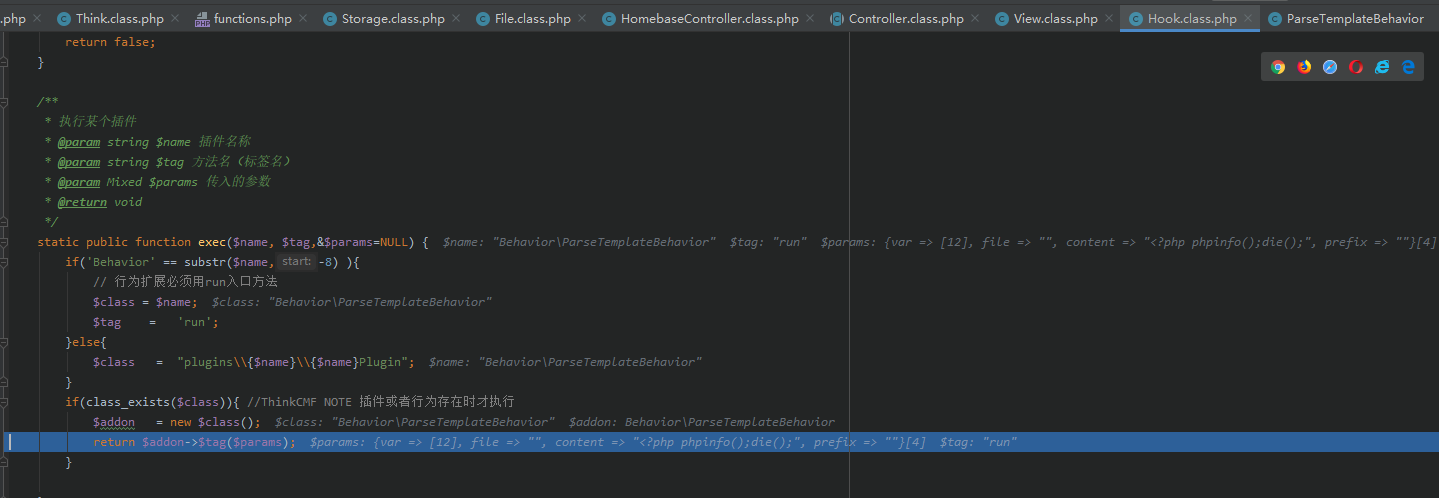 .php Think.class.php functions.php Storage.class.php File.class.php HomebaseController.class.php Controller.class.php View.class.php Hook.class.php ParseTemplateBehavior
return false;
}
/**
* 执行某个插件
* @param string $name 插件名称
* @param string $tag 方法名（标签名）
* @param Mixed $params 传入的参数
* @return void
*/
static public function exec($name, $tag,&$params=NULL) { $name: "Behavior\ParseTemplateBehavior" $tag: "run" $params: {var => [12], file => "", content => "<?php phpinfo();die();", prefix => ""}[4]
if('Behavior' == substr($name, start: -8) ){
// 行为扩展必须用run入口方法
$class = $name; $class: "Behavior\ParseTemplateBehavior"
$tag = 'run';
}else{
$class = "plugins\\{$name}\\{$name}Plugin"; $name: "Behavior\ParseTemplateBehavior"
}
if(class_exists($class)){ //ThinkCMF NOTE 插件或者行为存在时才执行
$addon = new $class(); $class: "Behavior\ParseTemplateBehavior" $addon: Behavior\ParseTemplateBehavior
return $addon->$tag($params); $params: {var => [12], file => "", content => "<?php phpinfo();die();", prefix => ""}[4] $tag: "run"
}